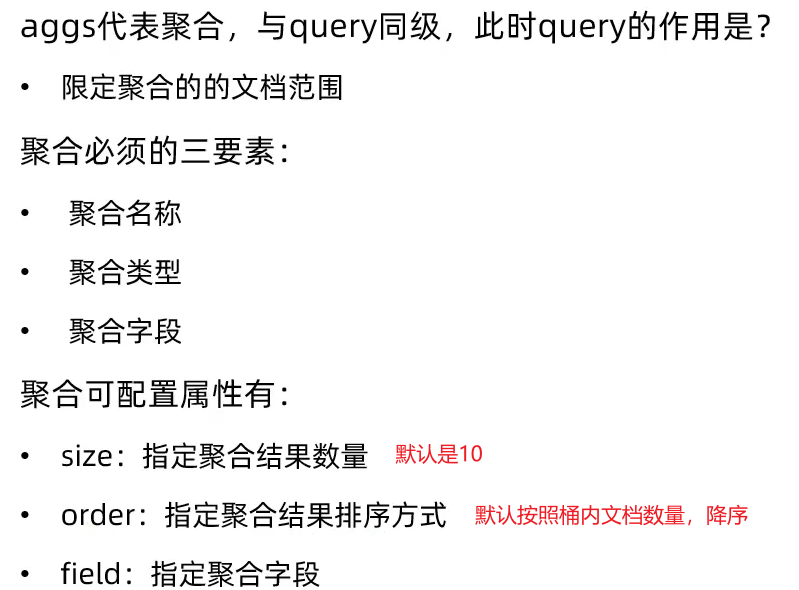 aggs代表聚合，与query同级，此时query的作用是？
• 限定聚合的的文档范围
聚合必须的三要素：
• 聚合名称
• 聚合类型
• 聚合字段
聚合可配置属性有：
• size：指定聚合结果数量 默认是10
• order：指定聚合结果排序方式 默认按照桶内文档数量，降序
• field：指定聚合字段